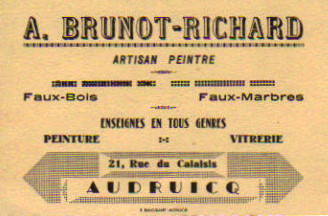 A. BRUNOT-RICHARD
ARTISAN PEINTRE
Faux-Bois Faux-Marbres
ENSEIGNES EN TOUS GENRES
PEINTURE VITRERIE
21, Rue du Calaisis
AUDRUICQ